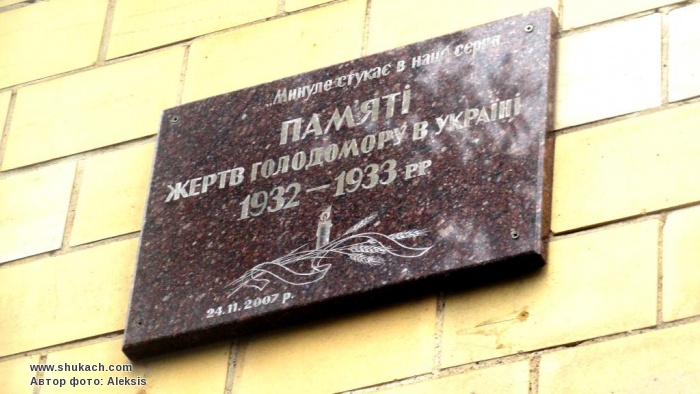 „Минуле стукає в наші серця...
ПАМ'ЯТІ
ЖЕРТВ ГОЛОДОМОРУ В УКРАЇНІ
1932 – 1933 РР
24.11.2007 р.
www.shukach.com
Автор фото: Aleksis